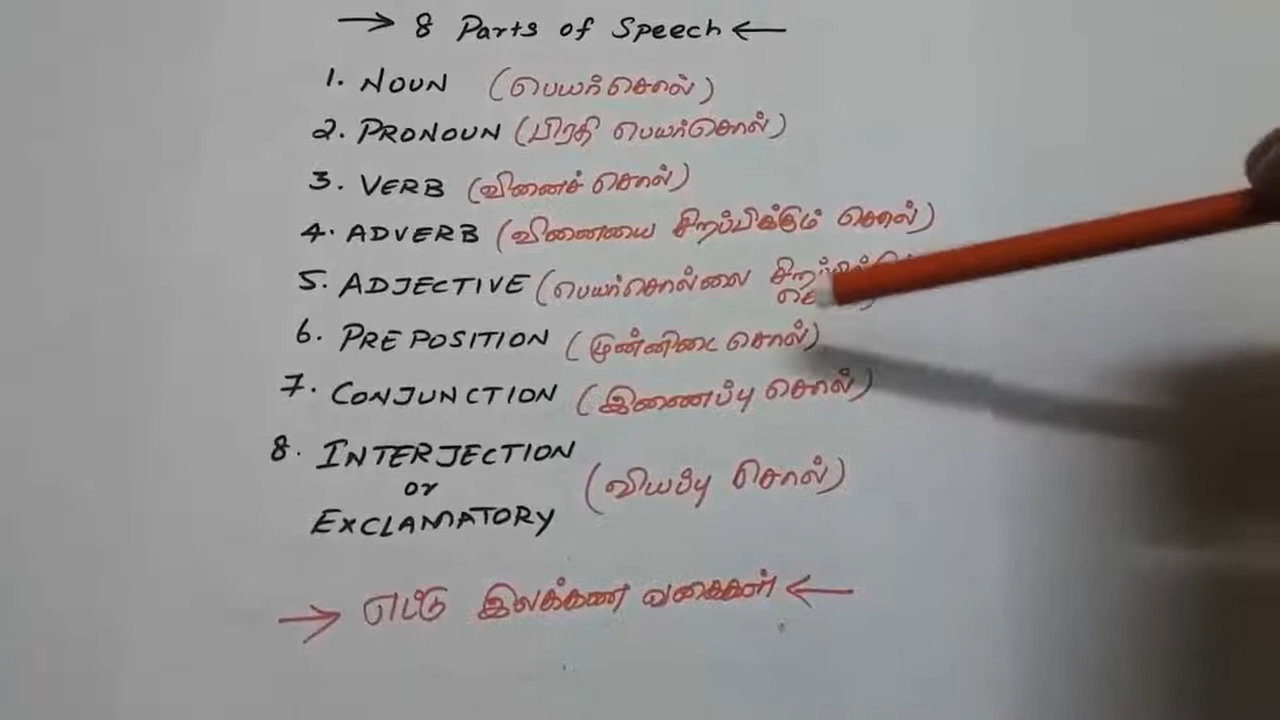 → 8 Parts of Speech ←
1. NOUN (பெயர்சொல்)
2. PRONOUN (பிரதி பெயர்சொல்)
3. VERB (வினைச் சொல்)
4. ADVERB (வினையை சிறப்பிக்கும் சொல்)
5. ADJECTIVE (பெயர்சொல்லை
6. PREPOSITION (முன்னிடை சொல்)
7. CONJUNCTION (இணைப்பு சொல்)
8. INTERJECTION
or
EXCLAMATORY (வியப்பு சொல்)
→ எட்டு இலக்கண வகைகள் ←